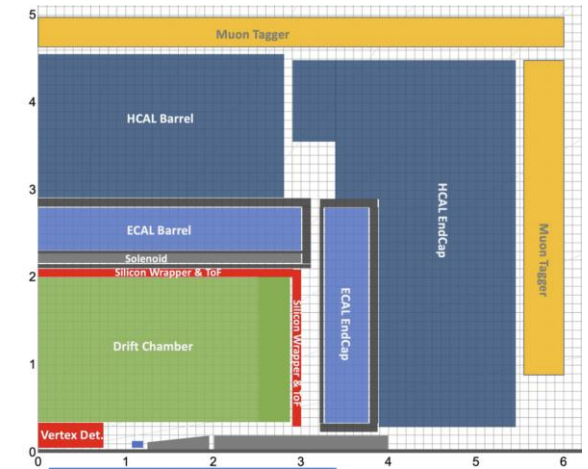 5
Muon Tagger
4
HCAL Barrel
3
HCAL EndCap
Muon Tagger
ECAL Barrel
Solenoid
2
Silicon Wrapper & ToF
Silicon Wrapper & ToF
ECAL EndCap
Drift Chamber
1
Vertex Det.
0
0 1 2 3 4 5 6